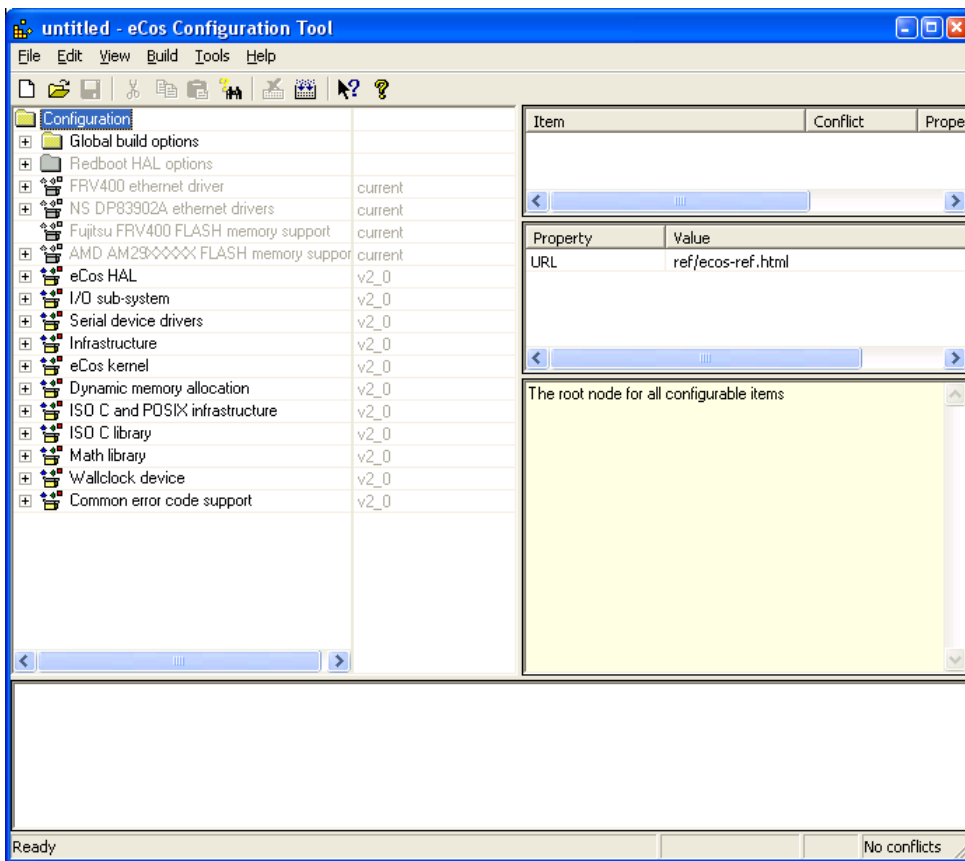 untitled - eCos Configuration Tool
File Edit View Build Tools Help
Configuration
Global build options
Redboot HAL options
FRV400 ethernet driver current
NS DP83902A ethernet drivers current
Fujitsu FRV400 FLASH memory support current
AMD AM29XXXXX FLASH memory suppor current
eCos HAL v2_0
I/O sub-system v2_0
Serial device drivers v2_0
Infrastructure v2_0
eCos kernel v2_0
Dynamic memory allocation v2_0
ISO C and POSIX infrastructure v2_0
ISO C library v2_0
Math library v2_0
Wallclock device v2_0
Common error code support v2_0
Item Conflict Prope
Property Value
URL ref/ecos-ref.html
The root node for all configurable items
Ready No conflicts